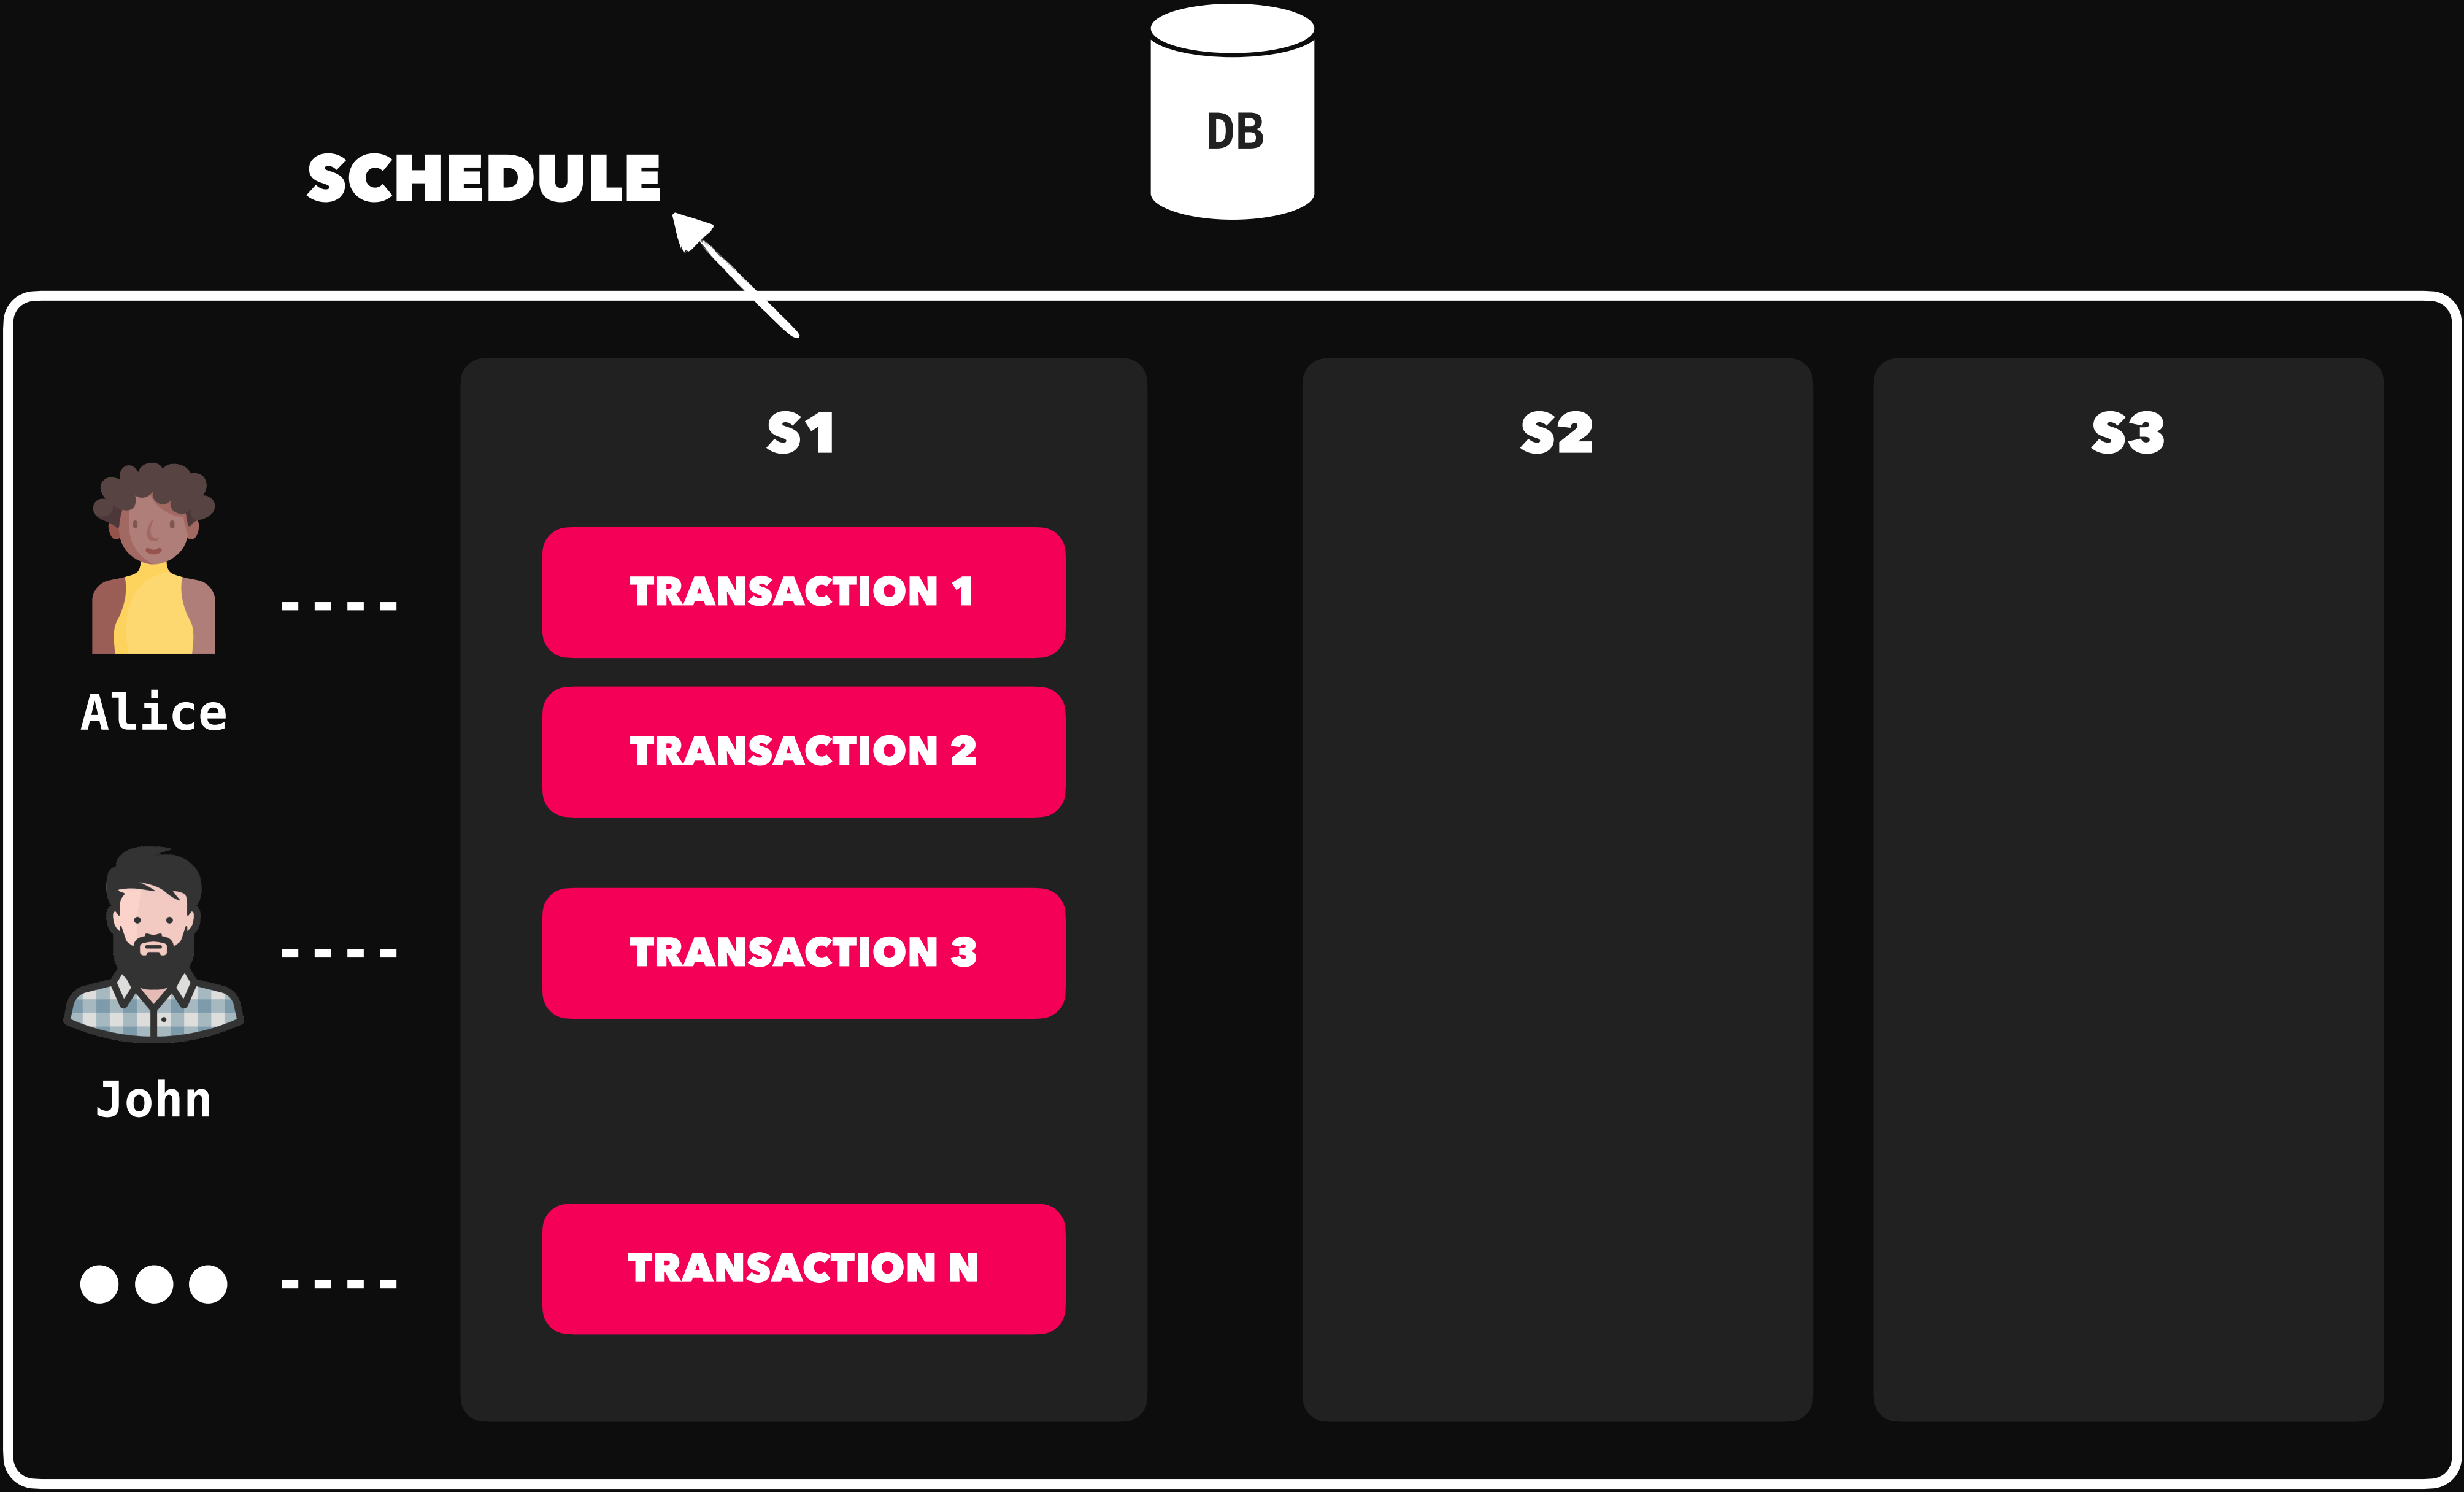 DB
SCHEDULE
S1
S2
S3
TRANSACTION 1
TRANSACTION 2
Alice
TRANSACTION 3
John
TRANSACTION N